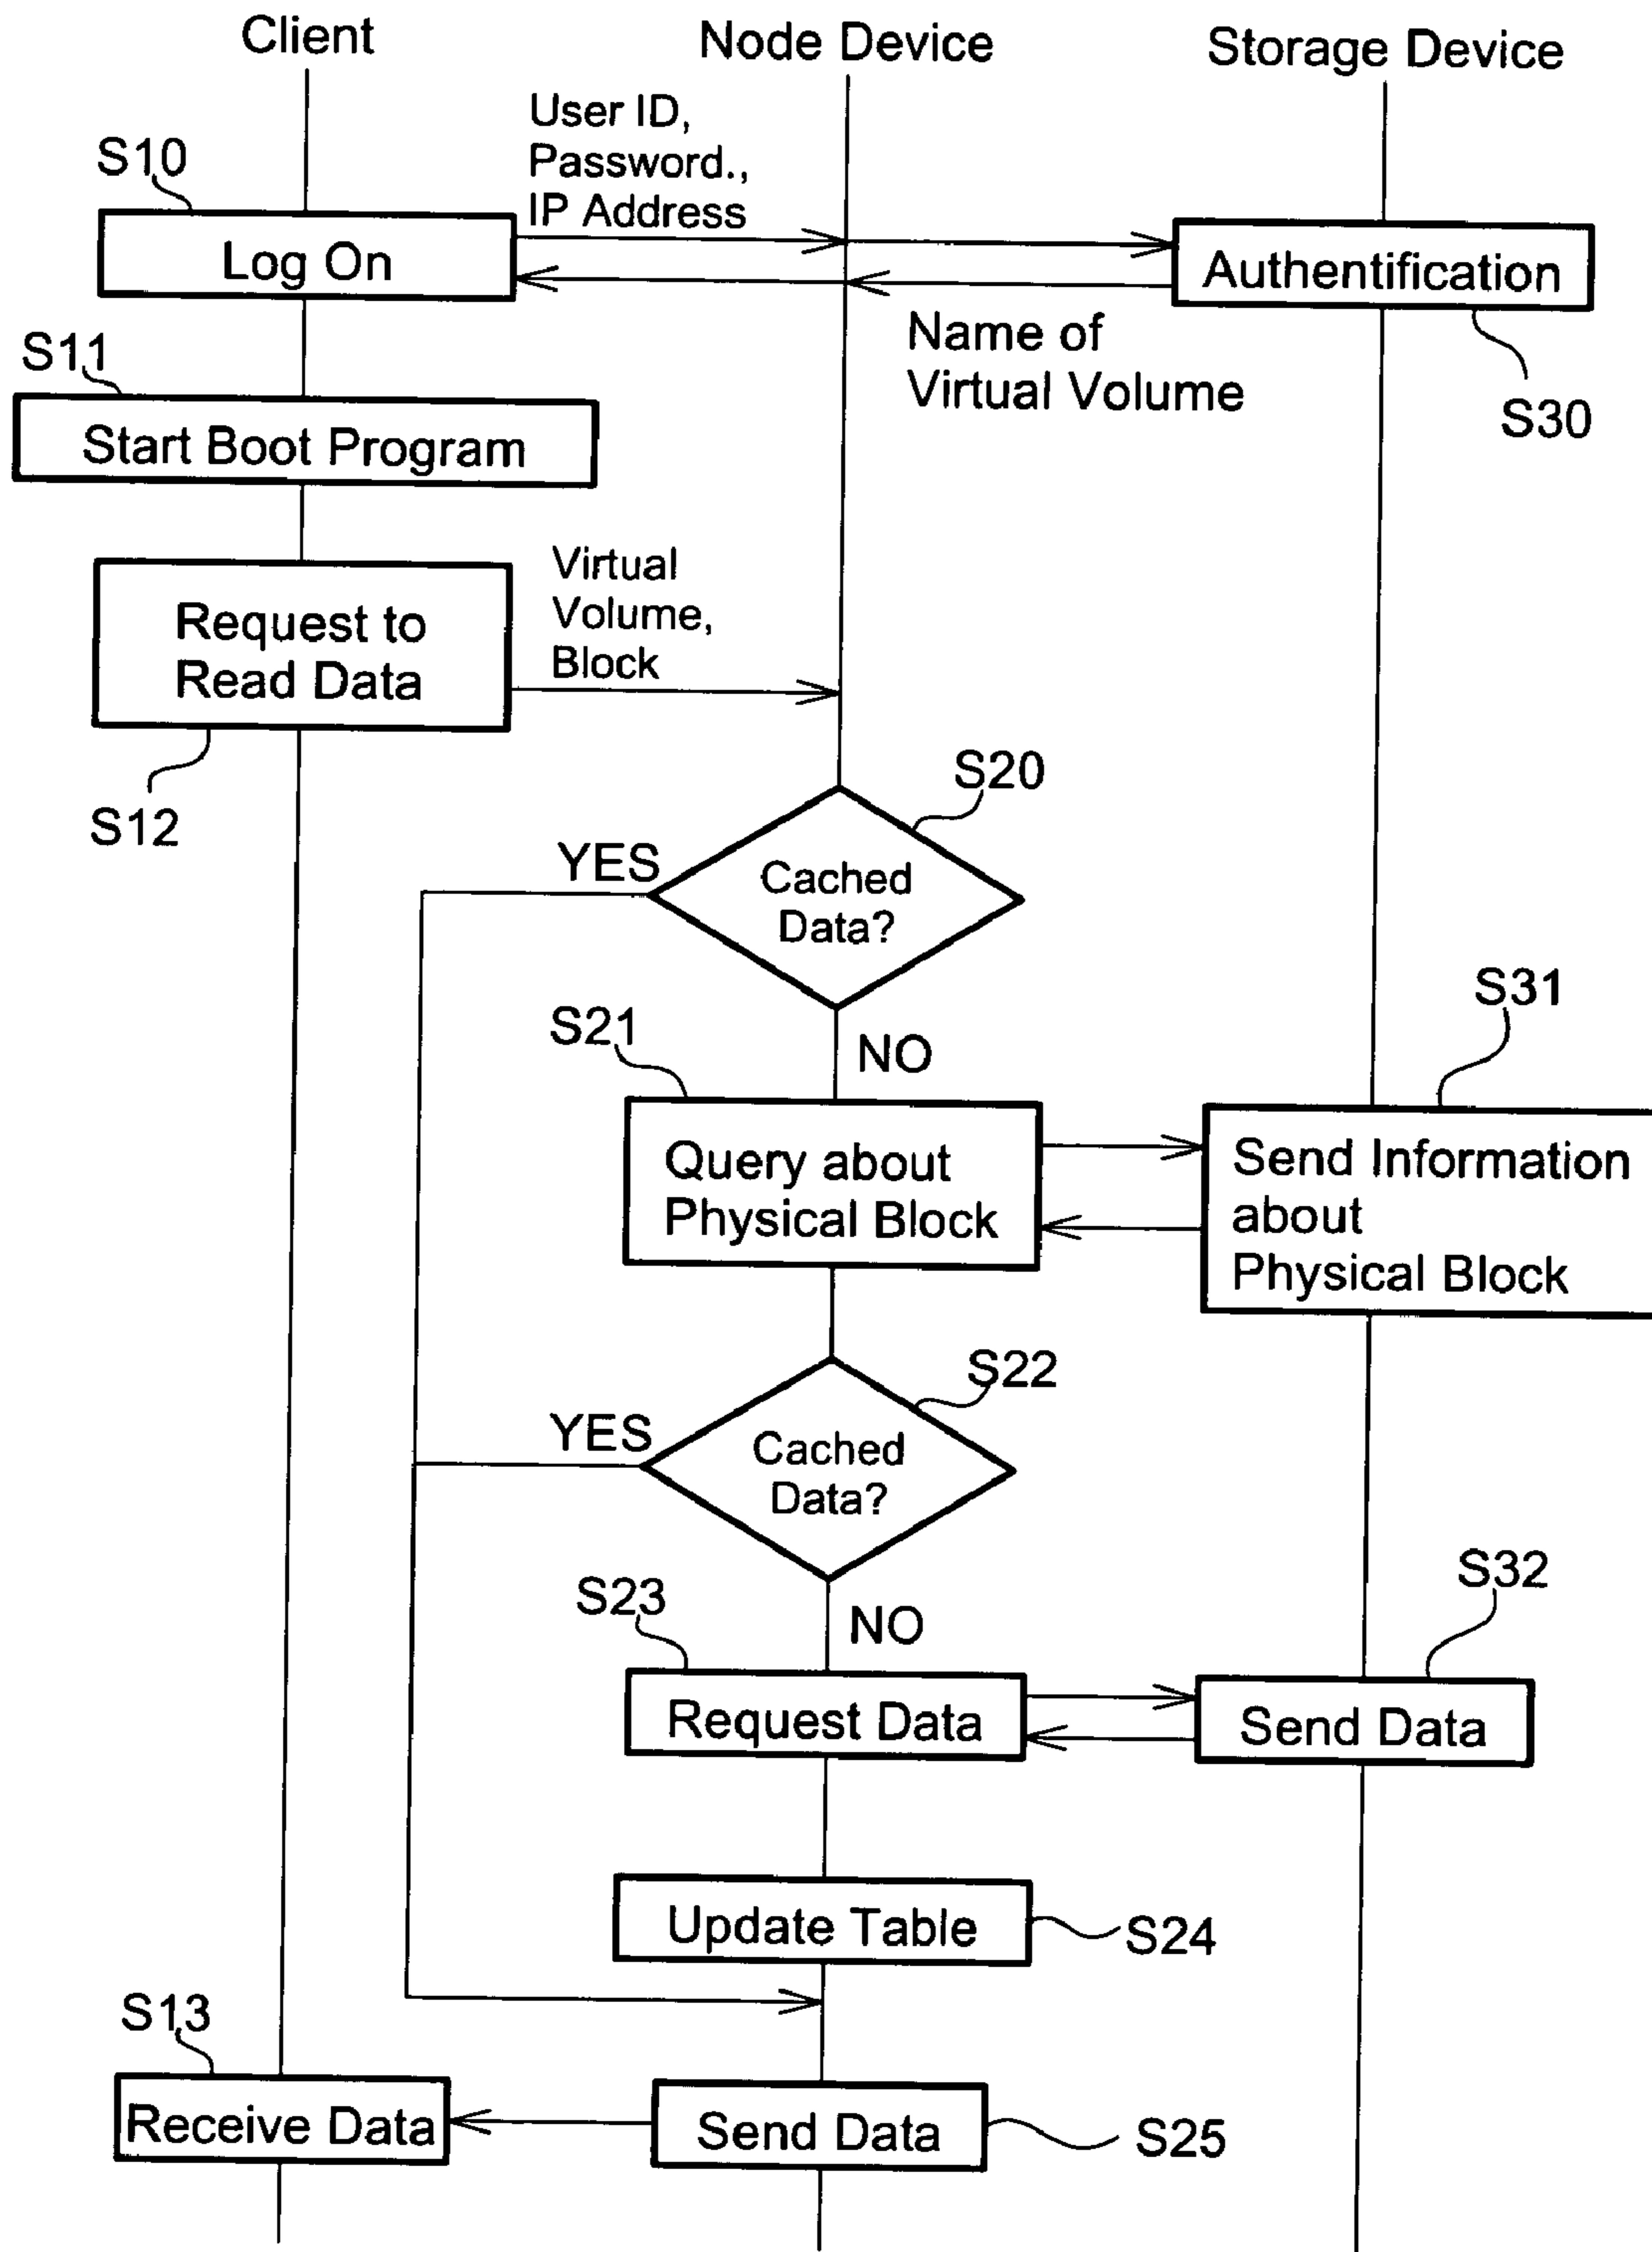 Client
Node Device
Storage Device
User ID,
Password.,
IP Address
S10
Log On
Authentification
Name of
Virtual Volume
S30
S11
Start Boot Program
Virtual
Volume,
Block
Request to
Read Data
S12
S20
YES
Cached
Data?
NO
S21
S31
Query about
Physical Block
Send Information
about
Physical Block
S22
YES
Cached
Data?
NO
S23
S32
Request Data
Send Data
Update Table
S24
S13
Receive Data
Send Data
S25